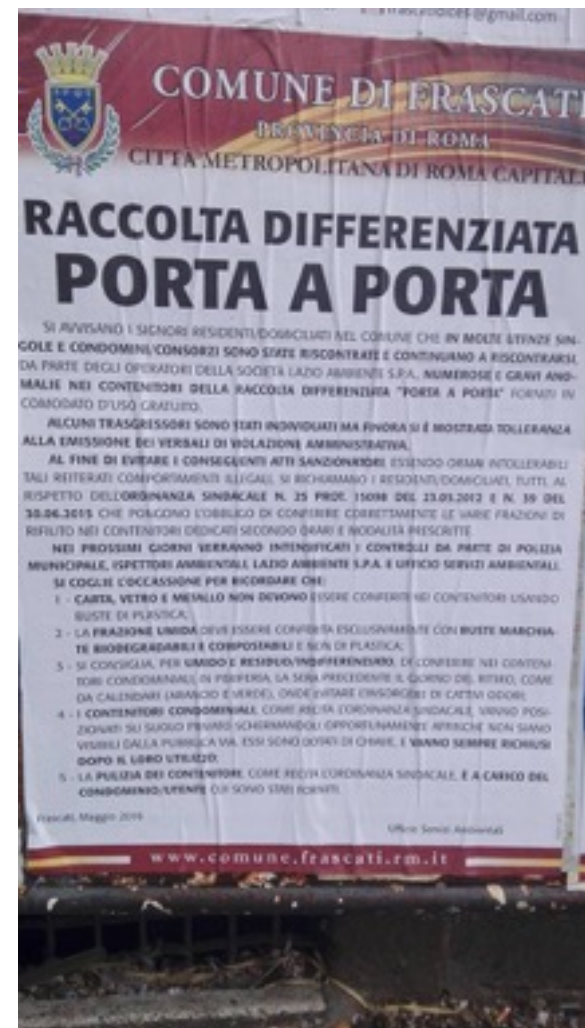 frascatidices@gmail.com
COMUNE DI FRASCATI
PROVINCIA DI ROMA
CITTÀ METROPOLITANA DI ROMA CAPITALE
RACCOLTA DIFFERENZIATA
PORTA A PORTA
SI AVVISANO I SIGNORI RESIDENTI/DOMICILIATI NEL COMUNE CHE IN MOLTE UTENZE SIN-
GOLE E CONDOMINI/CONSORZI SONO STATE RISCONTRATE E CONTINUANO A RISCONTRARSI,
DA PARTE DEGLI OPERATORI DELLA SOCIETÀ LAZIO AMBIENTE S.P.A., NUMEROSE E GRAVI ANO-
MALIE NEI CONTENITORI DELLA RACCOLTA DIFFERENZIATA "PORTA A PORTA" FORNITI IN
COMODATO D'USO GRATUITO.
ALCUNI TRASGRESSORI SONO STATI INDIVIDUATI MA FINORA SI È MOSTRATA TOLLERANZA
ALLA EMISSIONE DEI VERBALI DI VIOLAZIONE AMMINISTRATIVA.
AL FINE DI EVITARE I CONSEGUENTI ATTI SANZIONATORI ESSENDO ORMAI INTOLLERABILI
TALI REITERATI COMPORTAMENTI ILLEGALI, SI RICHIAMANO I RESIDENTI/DOMICILIATI, TUTTI, AL
RISPETTO DELL'ORDINANZA SINDACALE N. 25 PROT. 15098 DEL 23.05.2012 E N. 39 DEL
30.06.2015 CHE PONGONO L'OBBLIGO DI CONFERIRE CORRETTAMENTE LE VARIE FRAZIONI DI
RIFIUTO NEI CONTENITORI DEDICATI SECONDO ORARI E MODALITÀ PRESCRITTE.
NEI PROSSIMI GIORNI VERRANNO INTENSIFICATI I CONTROLLI DA PARTE DI POLIZIA
MUNICIPALE, ISPETTORI AMBIENTALI, LAZIO AMBIENTE S.P.A. E UFFICIO SERVIZI AMBIENTALI.
SI COGLIE L'OCCASSIONE PER RICORDARE CHE:
1 - CARTA, VETRO E METALLO NON DEVONO ESSERE CONFERITI NEI CONTENITORI USANDO
BUSTE DI PLASTICA;
2 - LA FRAZIONE UMIDA DEVE ESSERE CONFERITA ESCLUSIVAMENTE CON BUSTE MARCHIA-
TE BIODEGRADABILI E COMPOSTABILI E NON DI PLASTICA;
3 - SI CONSIGLIA, PER UMIDO E RESIDUO/INDIFFERENZIATO, DI CONFERIRE NEI CONTENI-
TORI CONDOMINIALI, IN PERIFERIA, LA SERA PRECEDENTE IL GIORNO DEL RITIRO, COME
DA CALENDARI (ARANCIO E VERDE), ONDE EVITARE L'INSORGERE DI CATTIVI ODORI;
4 - I CONTENITORI CONDOMINIALI, COME RECITA L'ORDINANZA SINDACALE, VANNO POSI-
ZIONATI SU SUOLO PRIVATO SCHERMANDOLI OPPORTUNAMENTE AFFINCHÉ NON SIANO
VISIBILI DALLA PUBBLICA VIA. ESSI SONO DOTATI DI CHIAVE, E VANNO SEMPRE RICHIUSI
DOPO IL LORO UTILIZZO;
5 - LA PULIZIA DEI CONTENITORI, COME RECITA L'ORDINANZA SINDACALE, È A CARICO DEL
CONDOMINIO/UTENTE CUI SONO STATI FORNITI.
Frascati, Maggio 2016
Ufficio Servizi Ambientali
www.comune.frascati.rm.it